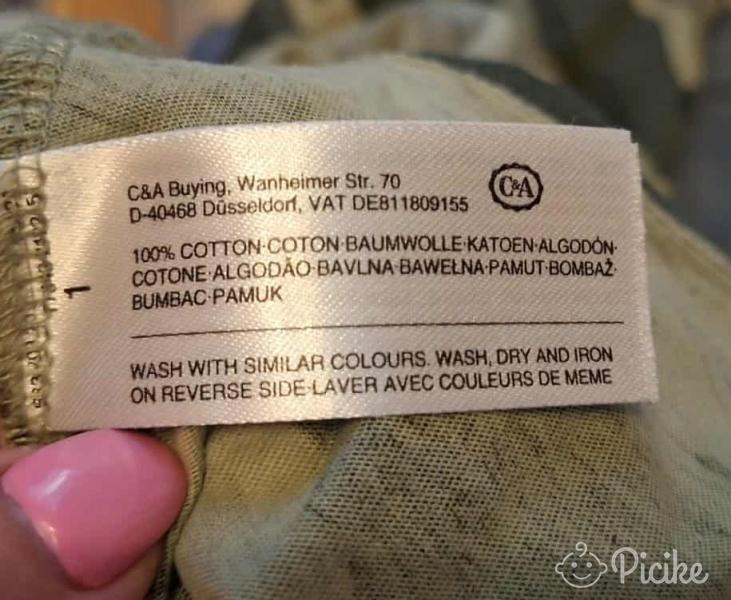 C&A Buying, Wanheimer Str. 70
D-40468 Düsseldorf, VAT DE811809155
C&A
100% COTTON·COTON·BAUMWOLLE·KATOEN·ALGODÓN·
COTONE·ALGODÃO·BAVLNA·BAWEŁNA·PAMUT·BOMBAŽ·
BUMBAC·PAMUK
1
WASH WITH SIMILAR COLOURS. WASH, DRY AND IRON
ON REVERSE SIDE·LAVER AVEC COULEURS DE MEME
Picike